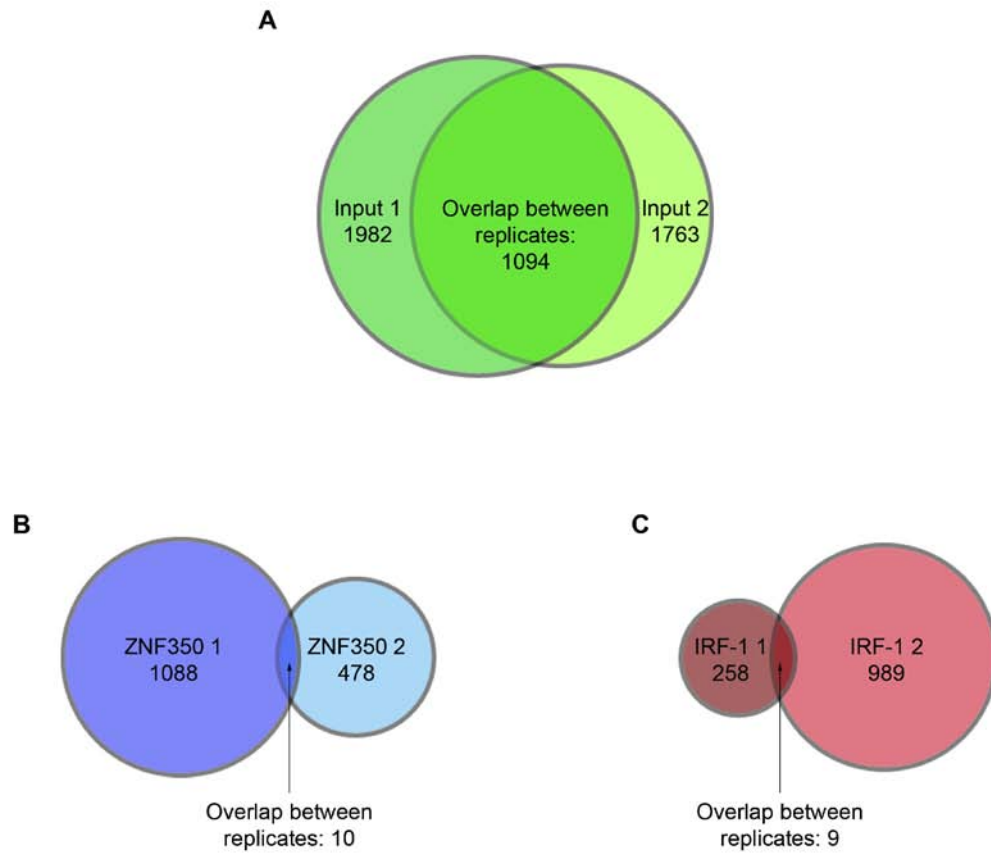 A
Input 1
1982
Overlap between
replicates:
1094
Input 2
1763
B
ZNF350 1
1088
ZNF350 2
478
Overlap between
replicates: 10
C
IRF-1 1
258
IRF-1 2
989
Overlap between
replicates: 9